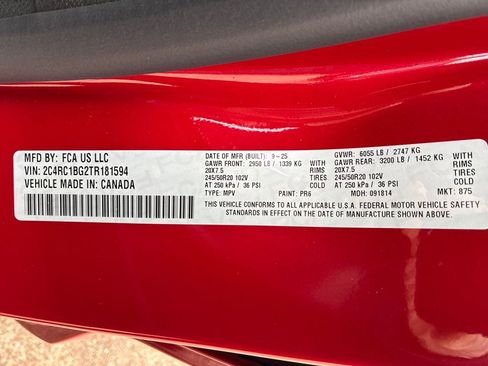 MFD BY: FCA US LLC
VIN: 2C4RC1BG2TR181594
VEHICLE MADE IN: CANADA
DATE OF MFR (BUILT): 9-25 GVWR: 6055 LB / 2747 KG
GAWR FRONT: 2950 LB / 1339 KG WITH GAWR REAR: 3200 LB / 1452 KG WITH
20X7.5 RIMS 20X7.5 RIMS
245/50R20 102V TIRES 245/50R20 102V TIRES
AT 250 kPa / 36 PSI AT 250 kPa / 36 PSI
TYPE: MPV PAINT: PR6 MDH: 091814 MKT: 875
THIS VEHICLE CONFORMS TO ALL APPLICABLE U.S.A. FEDERAL MOTOR VEHICLE SAFETY
STANDARDS IN EFFECT ON THE DATE OF MANUFACTURE SHOWN ABOVE.